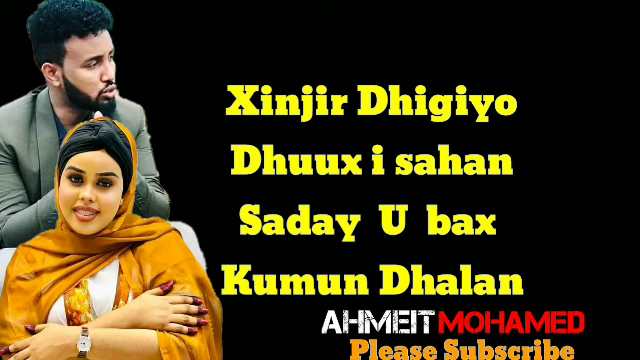 Xinjir Dhigiyo
Dhuux i sahan
Saday U bax
Kumun Dhalan
AHMEIT MOHAMED
Please Subscribe